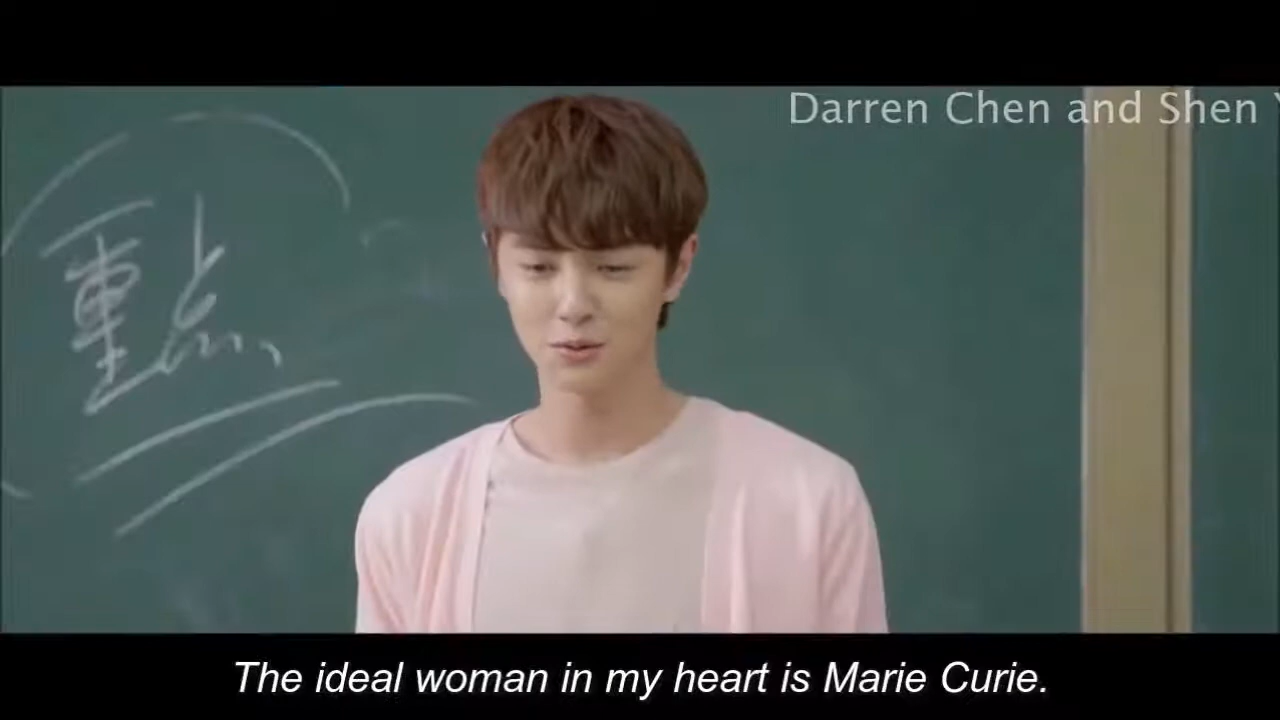 Darren Chen and Shen
重点
The ideal woman in my heart is Marie Curie.